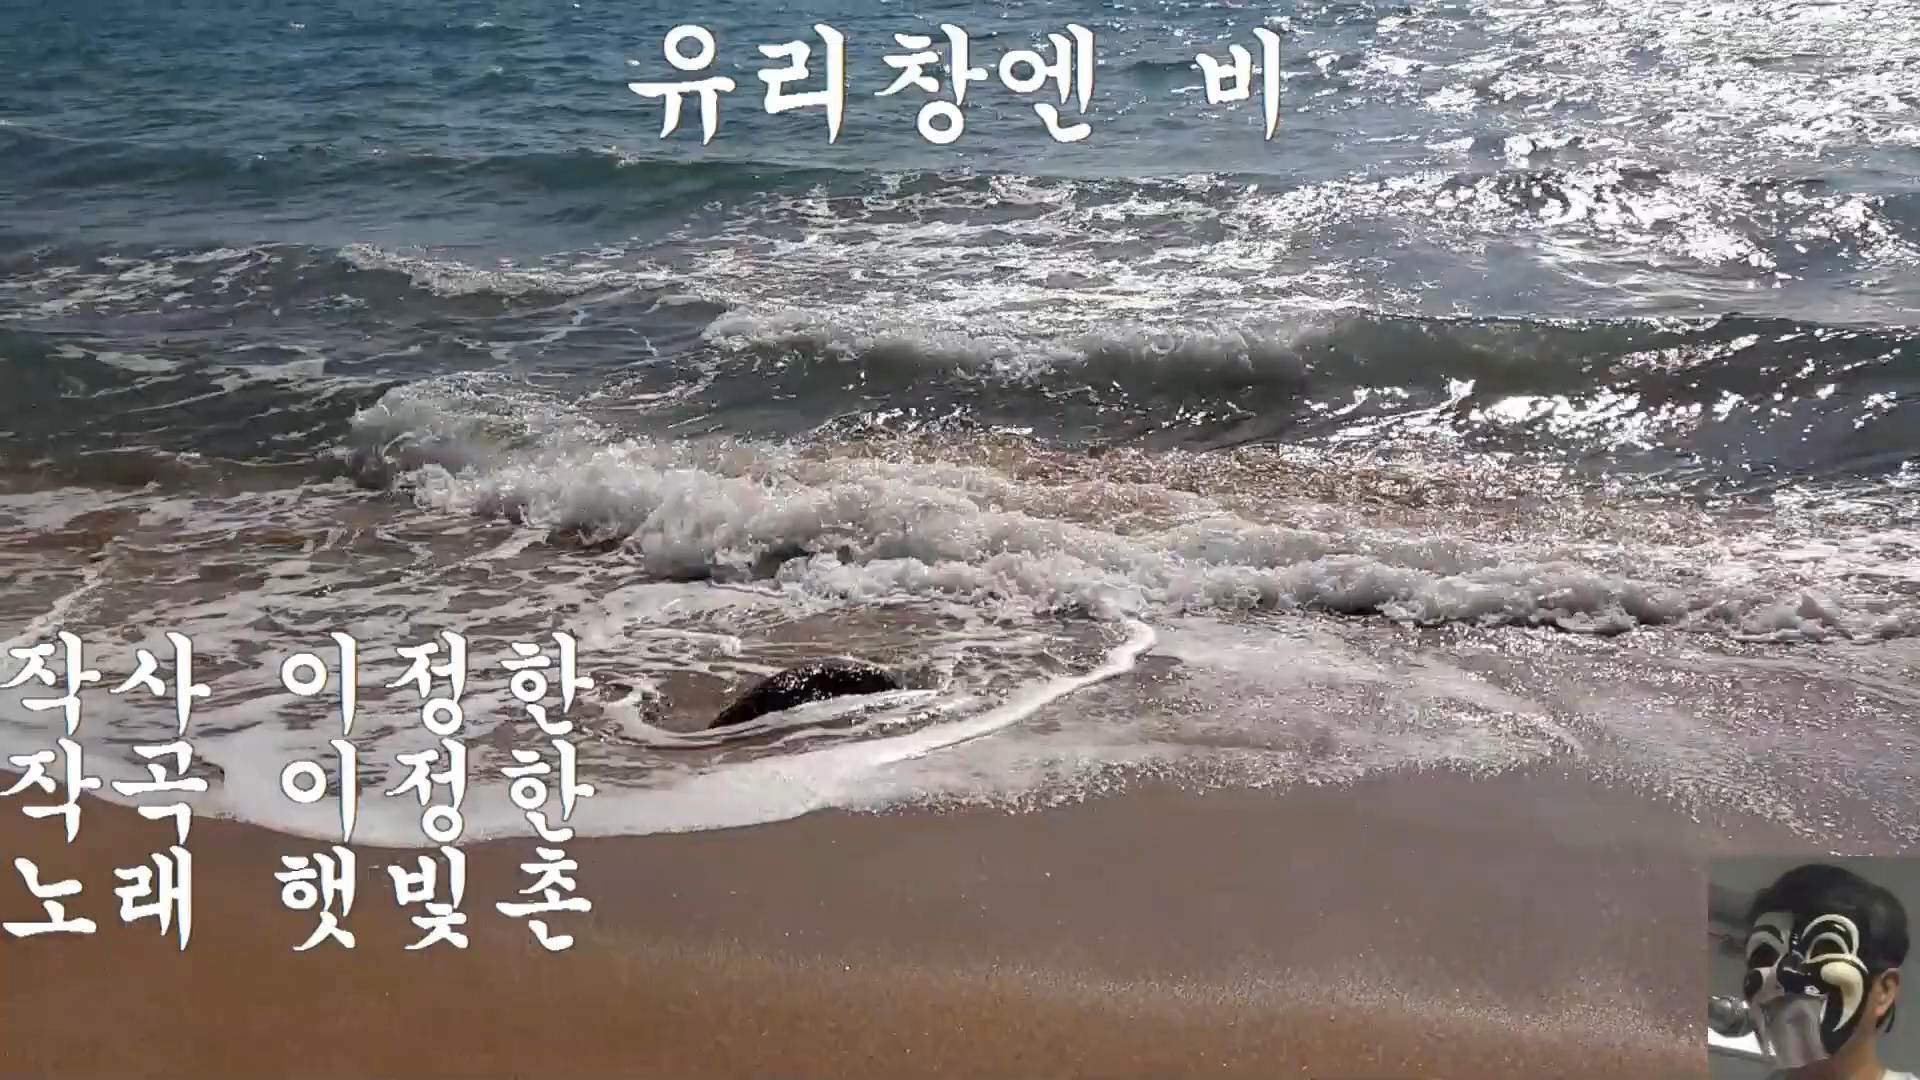 유리창엔 비
작사 이정한
작곡 이정한
노래 햇빛촌